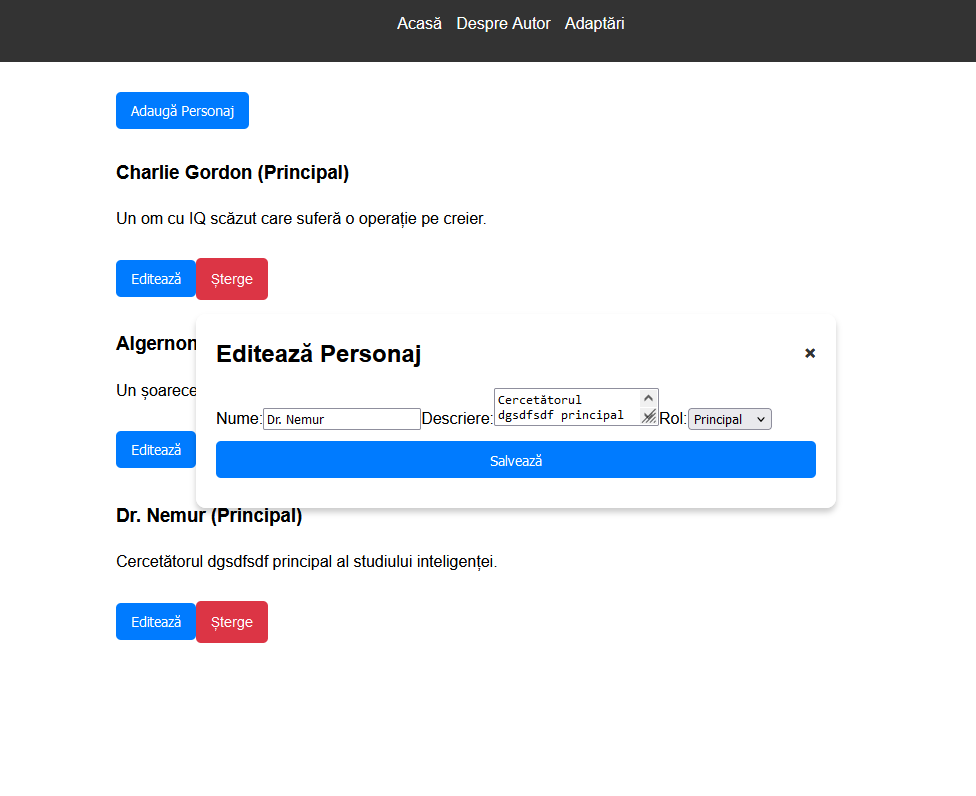 Acasă Despre Autor Adaptări
Adaugă Personaj
Charlie Gordon (Principal)
Un om cu IQ scăzut care suferă o operație pe creier.
Editează Șterge
Algernon
Un șoarece
Editează
Editează Personaj ×
Nume: Dr. Nemur Descriere: Cercetătorul
dgsdfsdf principal Rol: Principal
Salvează
Dr. Nemur (Principal)
Cercetătorul dgsdfsdf principal al studiului inteligenței.
Editează Șterge